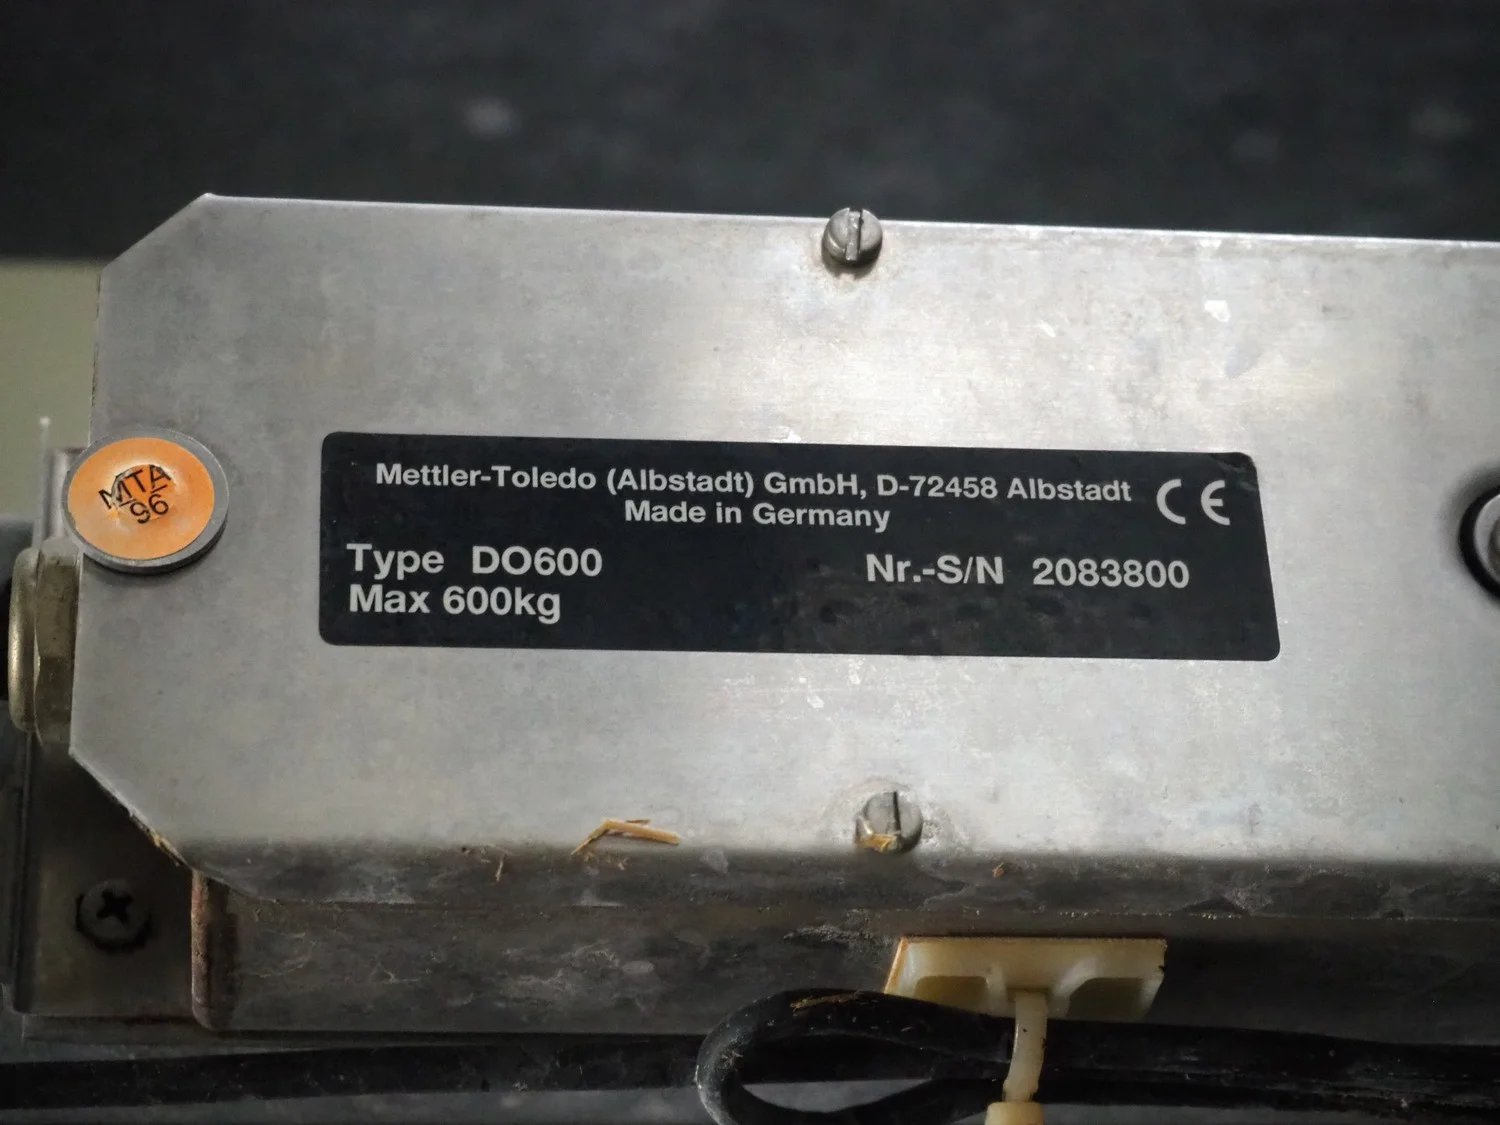 Mettler-Toledo (Albstadt) GmbH, D-72458 Albstadt CE
Made in Germany
Type DO600 Nr.-S/N 2083800
Max 600kg
MTA
96